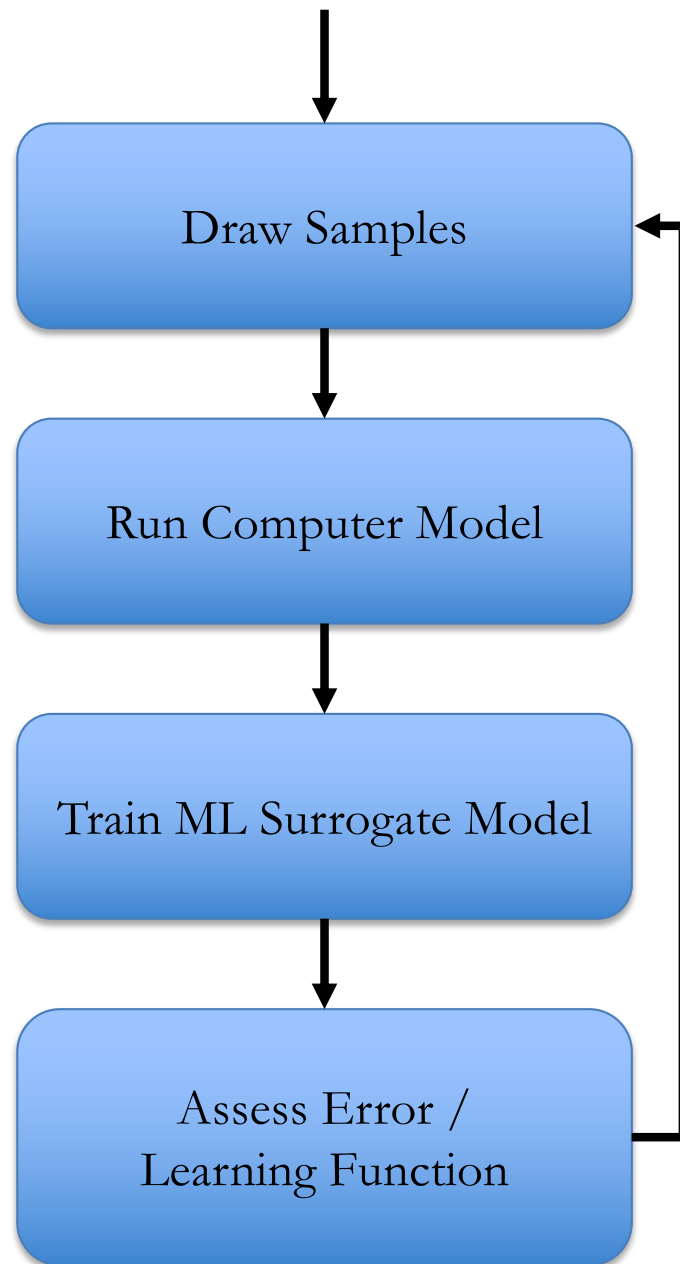 Draw Samples
Run Computer Model
Train ML Surrogate Model
Assess Error /
Learning Function